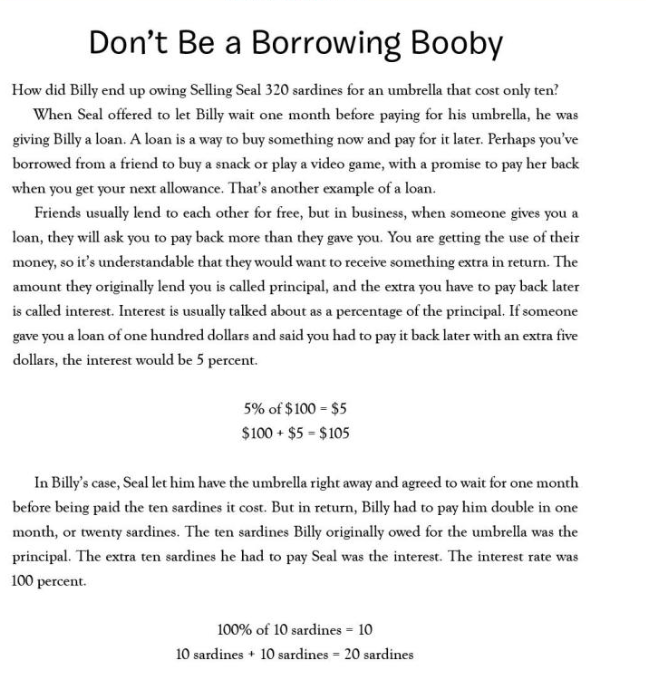 Don't Be a Borrowing Booby
How did Billy end up owing Selling Seal 320 sardines for an umbrella that cost only ten?
When Seal offered to let Billy wait one month before paying for his umbrella, he was
giving Billy a loan. A loan is a way to buy something now and pay for it later. Perhaps you've
borrowed from a friend to buy a snack or play a video game, with a promise to pay her back
when you get your next allowance. That's another example of a loan.
Friends usually lend to each other for free, but in business, when someone gives you a
loan, they will ask you to pay back more than they gave you. You are getting the use of their
money, so it's understandable that they would want to receive something extra in return. The
amount they originally lend you is called principal, and the extra you have to pay back later
is called interest. Interest is usually talked about as a percentage of the principal. If someone
gave you a loan of one hundred dollars and said you had to pay it back later with an extra five
dollars, the interest would be 5 percent.
5% of $100 = $5
$100 + $5 = $105
In Billy's case, Seal let him have the umbrella right away and agreed to wait for one month
before being paid the ten sardines it cost. But in return, Billy had to pay him double in one
month, or twenty sardines. The ten sardines Billy originally owed for the umbrella was the
principal. The extra ten sardines he had to pay Seal was the interest. The interest rate was
100 percent.
100% of 10 sardines = 10
10 sardines + 10 sardines = 20 sardines